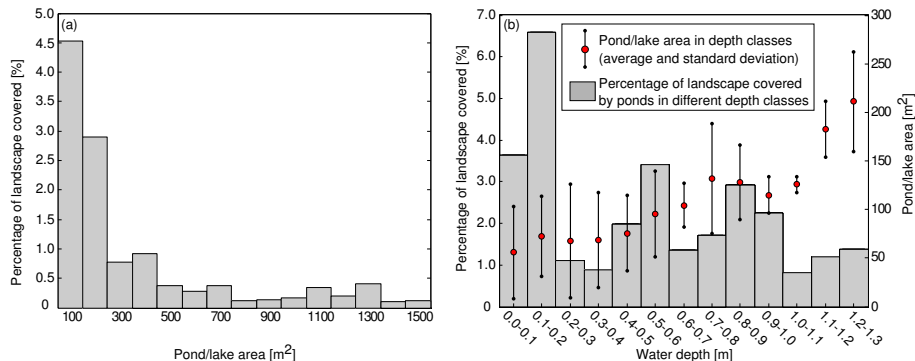 (a)
Percentage of landscape covered [%]
5.0
4.5
4.0
3.5
3.0
2.5
2.0
1.5
1.0
0.5
0
100 300 500 700 900 1100 1300 1500
Pond/lake area [m2]
(b)
Percentage of landscape covered [%]
7.0
6.0
5.0
4.0
3.0
2.0
1.0
0
Pond/lake area in depth classes
(average and standard deviation)
Percentage of landscape covered
by ponds in different depth classes
300
250
200
150
100
50
0
Pond/lake area [m2]
0.0-0.1 0.1-0.2 0.2-0.3 0.3-0.4 0.4-0.5 0.5-0.6 0.6-0.7 0.7-0.8 0.8-0.9 0.9-1.0 1.0-1.1 1.1-1.2 1.2-1.3
Water depth [m]